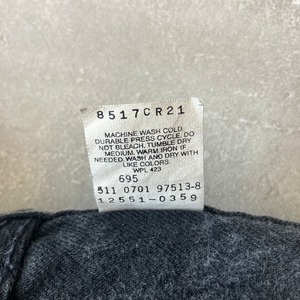 8517CR21
MACHINE WASH COLD
DURABLE PRESS CYCLE. DO
NOT BLEACH. TUMBLE DRY
MEDIUM. WARM IRON IF
NEEDED. WASH AND DRY WITH
LIKE COLORS.
WPL 423
695
511 0701 97513-8
12551-0359